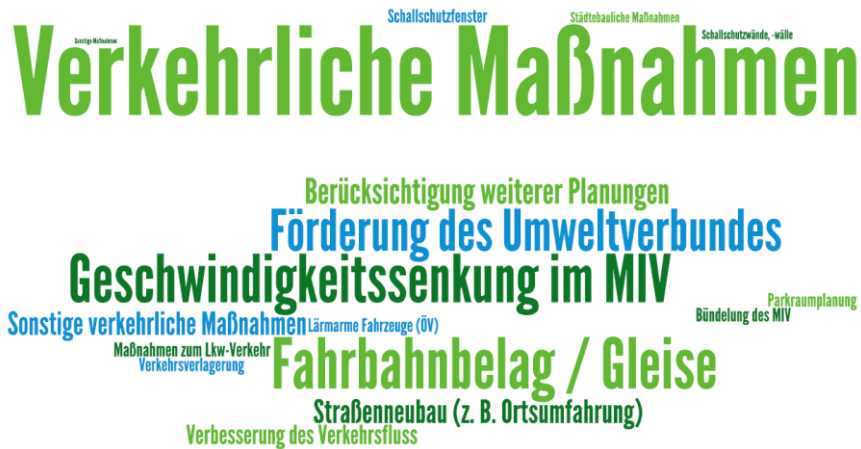 Schallschutzfenster
Städtebauliche Maßnahmen
Schallschutzwände, -wälle
Sonstige Maßnahmen
Verkehrliche Maßnahmen
Berücksichtigung weiterer Planungen
Förderung des Umweltverbundes
Geschwindigkeitssenkung im MIV
Parkraumplanung
Bündelung des MIV
Sonstige verkehrliche Maßnahmen
Lärmarme Fahrzeuge (ÖV)
Maßnahmen zum Lkw-Verkehr
Verkehrsverlagerung
Fahrbahnbelag / Gleise
Straßenneubau (z. B. Ortsumfahrung)
Verbesserung des Verkehrsfluss